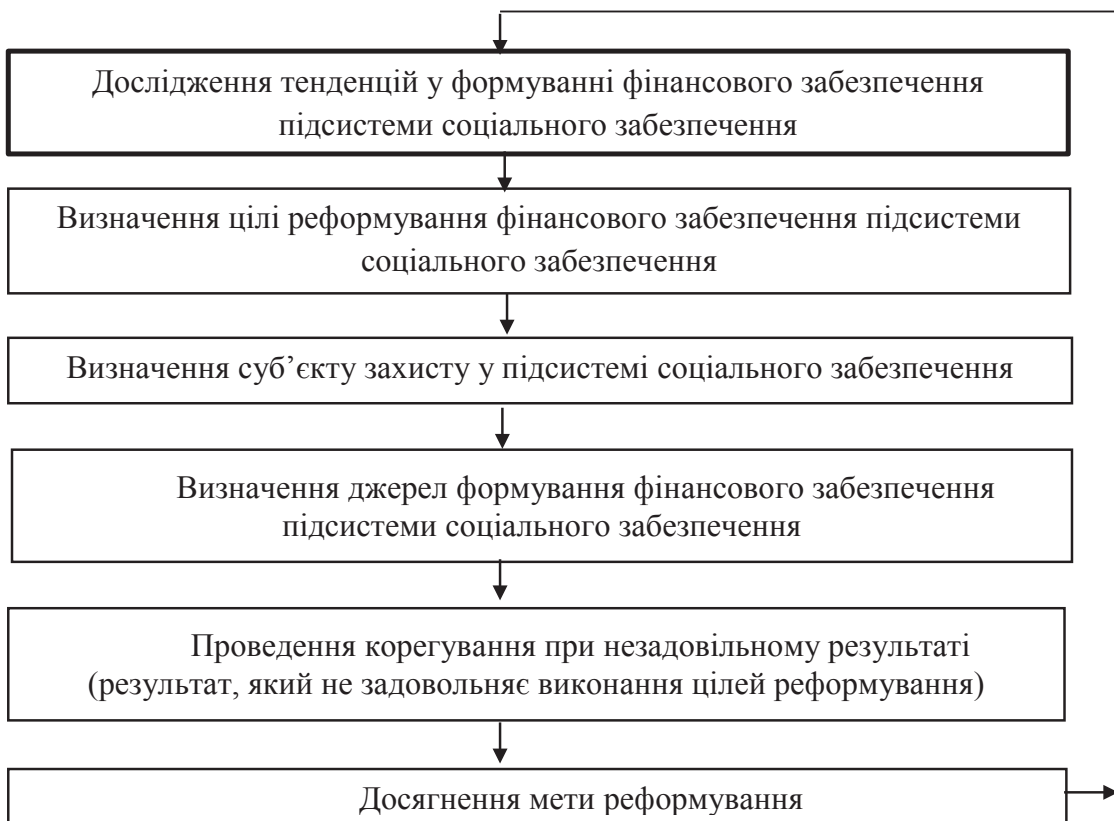 Дослідження тенденцій у формуванні фінансового забезпечення
підсистеми соціального забезпечення
Визначення цілі реформування фінансового забезпечення підсистеми
соціального забезпечення
Визначення суб’єкту захисту у підсистемі соціального забезпечення
Визначення джерел формування фінансового забезпечення
підсистеми соціального забезпечення
Проведення корегування при незадовільному результаті
(результат, який не задовольняє виконання цілей реформування)
Досягнення мети реформування